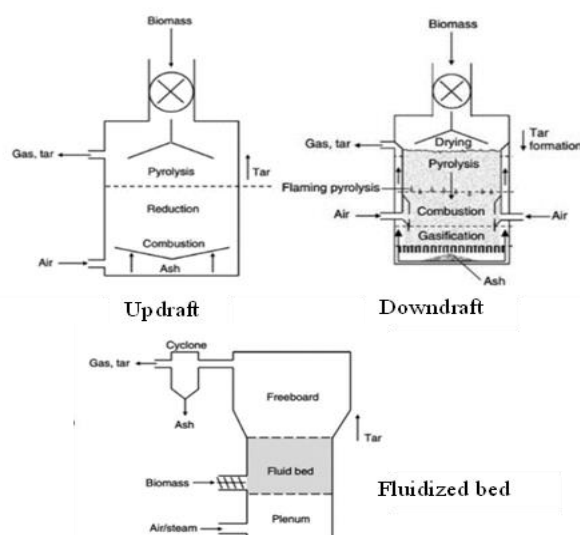 Biomass
Gas, tar
Pyrolysis
Tar
Reduction
Combustion
Air
Ash
Updraft
Biomass
Drying
Gas, tar
Tar
formation
Pyrolysis
Flaming pyrolysis
Air
Combustion
Air
Gasification
Ash
Downdraft
Cyclone
Gas, tar
Freeboard
Ash
Tar
Fluid bed
Biomass
Fluidized bed
Air/steam
Plenum